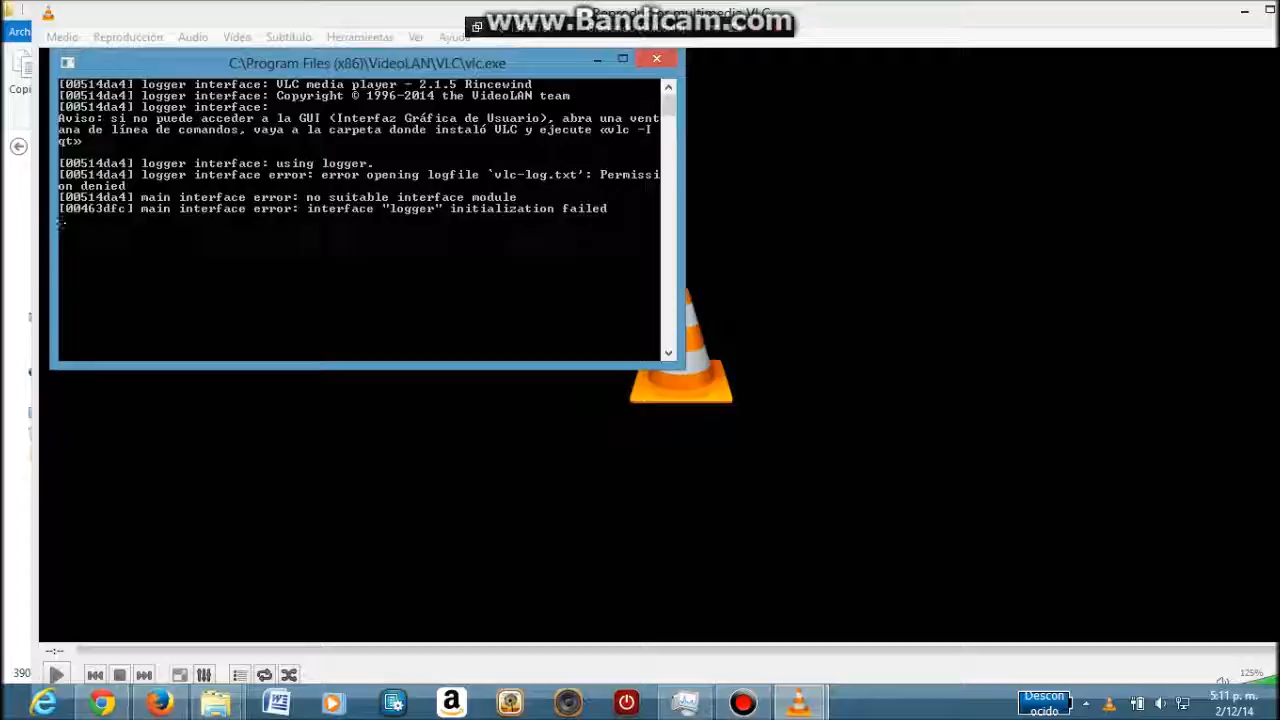 www.Bandicam.com
Reproductor multimedia VLC
Arch
Medio Reproducción Audio Vídeo Subtítulo Herramientas Ver Ayuda
C:\Program Files (x86)\VideoLAN\VLC\vlc.exe
Copi
[00514da4] logger interface: VLC media player - 2.1.5 Rincewind
[00514da4] logger interface: Copyright © 1996-2014 the VideoLAN team
[00514da4] logger interface:
Aviso: si no puede acceder a la GUI (Interfaz Gráfica de Usuario), abra una vent
ana de línea de comandos, vaya a la carpeta donde instaló VLC y ejecute «vlc -I
qt»
[00514da4] logger interface: using logger.
[00514da4] logger interface error: error opening logfile `vlc-log.txt': Permissi
on denied
[00514da4] main interface error: no suitable interface module
[00463dfc] main interface error: interface "logger" initialization failed
--:--
390
125%
Descon
ocido
5:11 p. m.
2/12/14